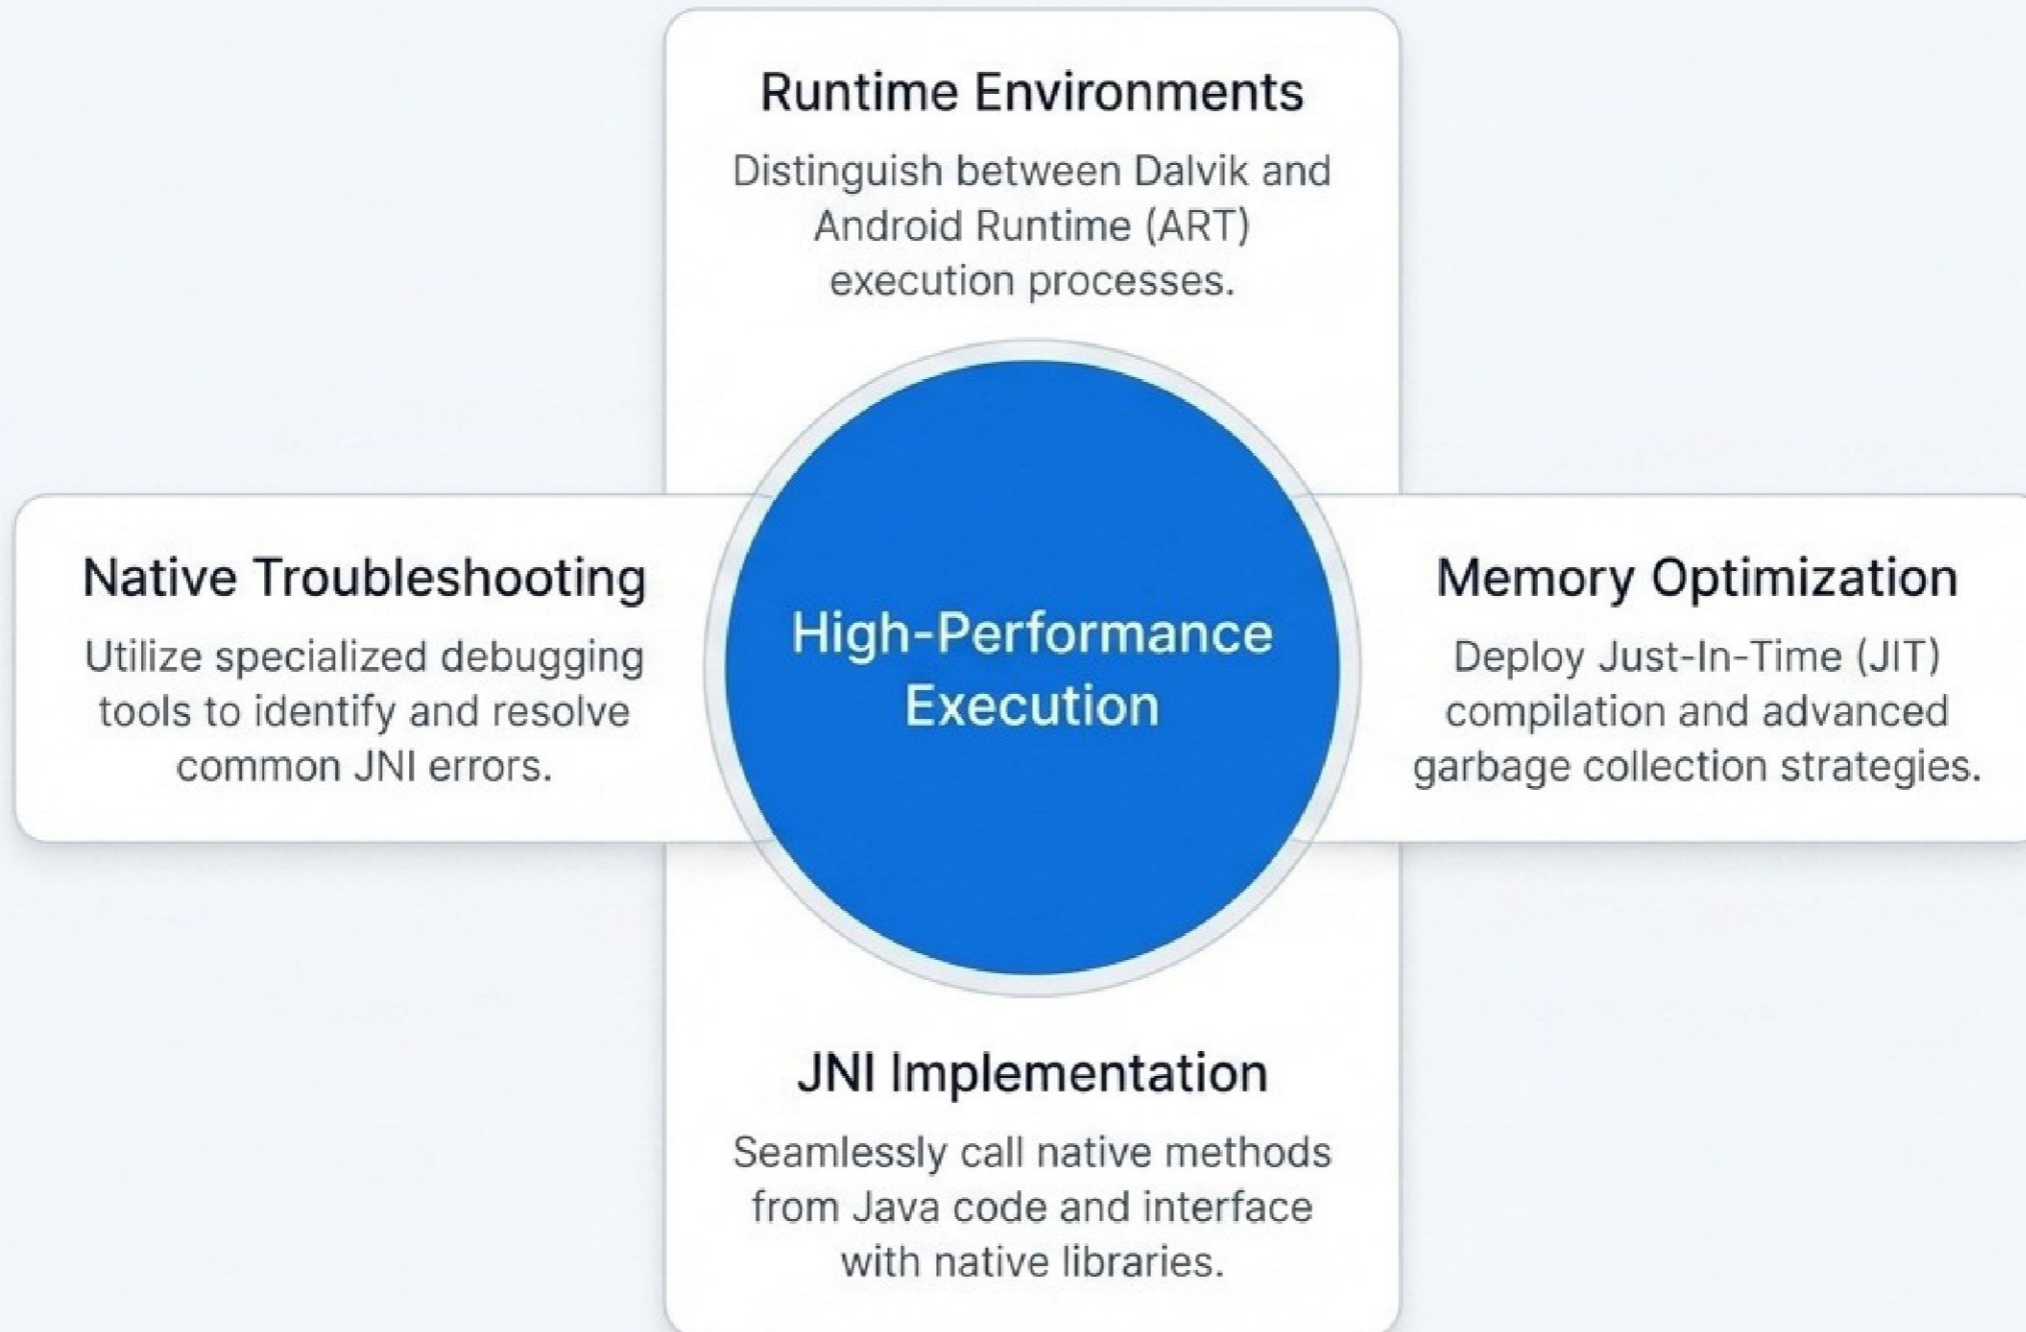 Runtime Environments
Distinguish between Dalvik and
Android Runtime (ART)
execution processes.
Native Troubleshooting
Utilize specialized debugging
tools to identify and resolve
common JNI errors.
High-Performance
Execution
Memory Optimization
Deploy Just-In-Time (JIT)
compilation and advanced
garbage collection strategies.
JNI Implementation
Seamlessly call native methods
from Java code and interface
with native libraries.